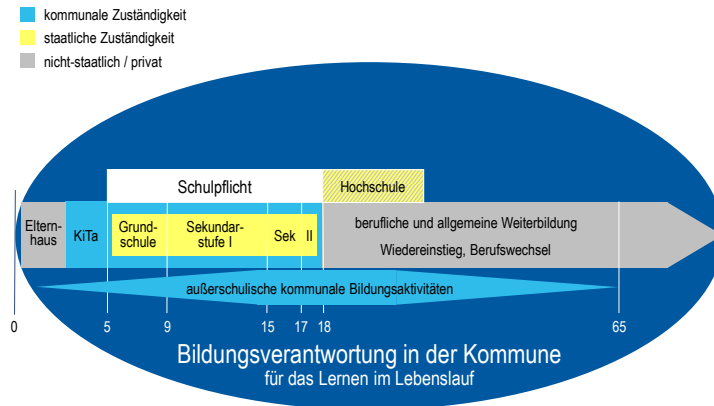 kommunale Zuständigkeit
staatliche Zuständigkeit
nicht-staatlich / privat
Schulpflicht
Hochschule
Eltern-
haus
KiTa
Grund-
schule
Sekundar-
stufe I
Sek II
berufliche und allgemeine Weiterbildung
Wiedereinstieg, Berufswechsel
außerschulische kommunale Bildungsaktivitäten
0 5 9 15 17 18 65
Bildungsverantwortung in der Kommune
für das Lernen im Lebenslauf